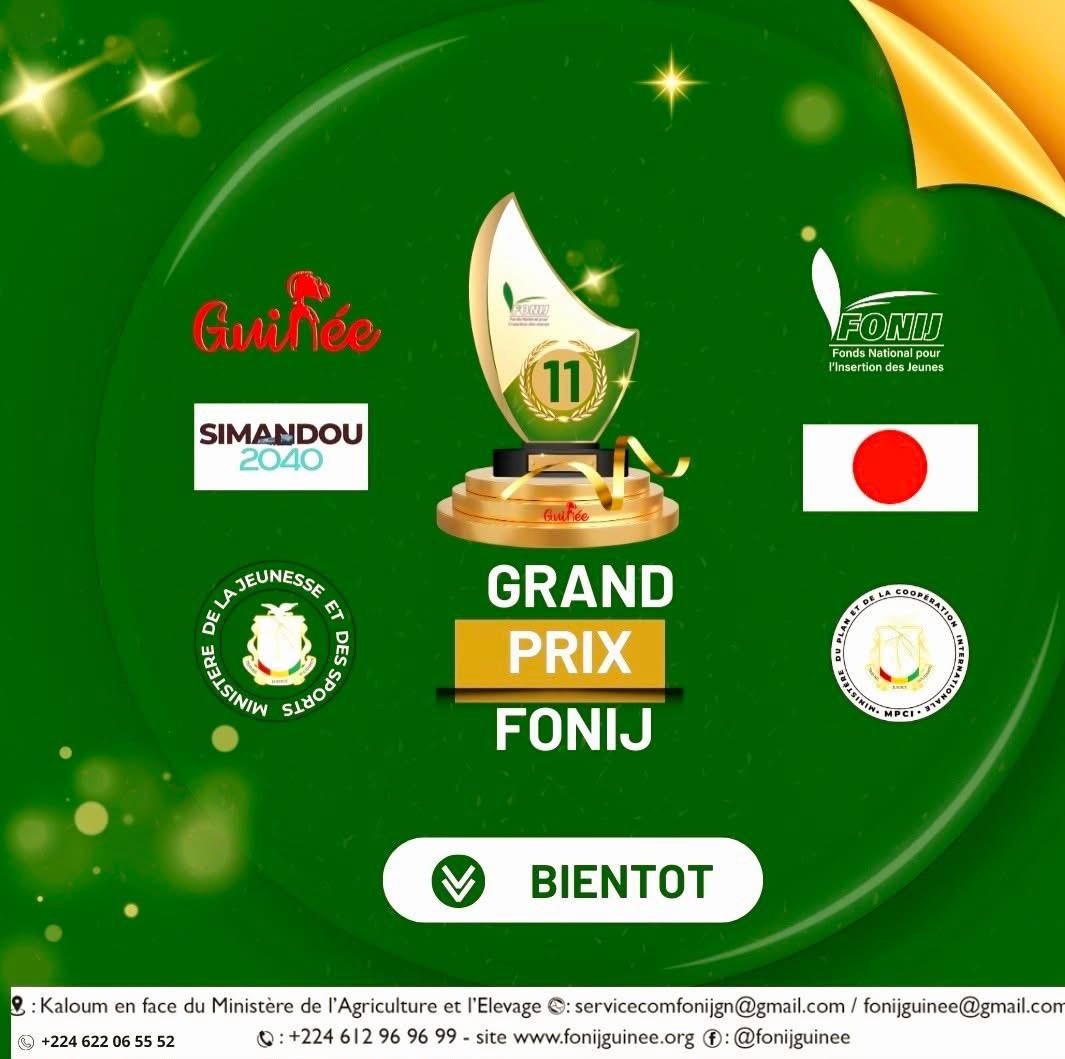 Guinée
SIMANDOU
2040
MINISTERE DE LA JEUNESSE ET DES SPORTS
FONIJ
11
Guinée
FONIJ
Fonds National pour
l'Insertion des Jeunes
MINISTERE DU PLAN ET DE LA COOPÉRATION INTERNATIONALE
• MPCI •
GRAND
PRIX
FONIJ
BIENTOT
: Kaloum en face du Ministère de l'Agriculture et l'Elevage : servicecomfonijgn@gmail.com / fonijguinee@gmail.com
+224 622 06 55 52
: +224 612 96 96 99 - site www.fonijguinee.org : @fonijguinee